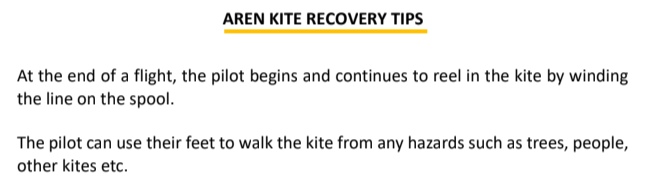 AREN KITE RECOVERY TIPS
At the end of a flight, the pilot begins and continues to reel in the kite by winding
the line on the spool.
The pilot can use their feet to walk the kite from any hazards such as trees, people,
other kites etc.